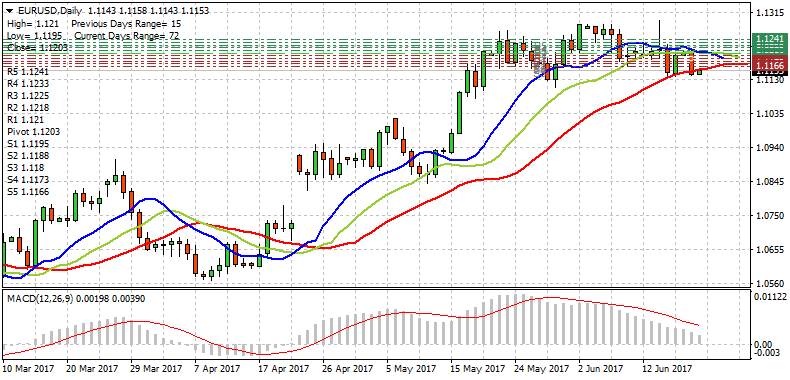 EURUSD,Daily 1.1143 1.1158 1.1143 1.1153
High= 1.121 Previous Days Range= 15
Low= 1.1195 Current Days Range= 72
Close= 1.1203
R5 1.1241
R4 1.1233
R3 1.1225
R2 1.1218
R1 1.121
Pivot 1.1203
S1 1.1195
S2 1.1188
S3 1.118
S4 1.1173
S5 1.1166
1.1315
1.1241
1.1166
1.1130
1.1035
1.0940
1.0845
1.0750
1.0655
1.0560
MACD(12,26,9) 0.00198 0.00390
0.01122
0.00
-0.003
10 Mar 2017
20 Mar 2017
29 Mar 2017
7 Apr 2017
17 Apr 2017
26 Apr 2017
5 May 2017
15 May 2017
24 May 2017
2 Jun 2017
12 Jun 2017